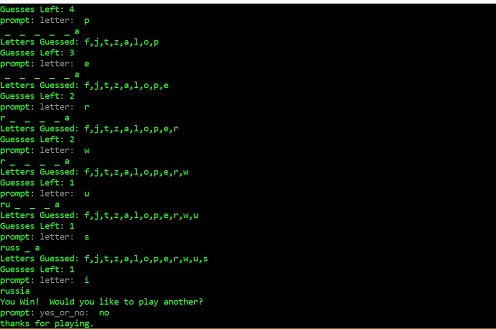 Guesses Left: 4
prompt: letter:  p
_ _ _ _ _ a
Letters Guessed: f,j,t,z,a,l,o,p
Guesses Left: 3
prompt: letter:  e
_ _ _ _ _ a
Letters Guessed: f,j,t,z,a,l,o,p,e
Guesses Left: 2
prompt: letter:  r
r _ _ _ _ a
Letters Guessed: f,j,t,z,a,l,o,p,e,r
Guesses Left: 2
prompt: letter:  w
r _ _ _ _ a
Letters Guessed: f,j,t,z,a,l,o,p,e,r,w
Guesses Left: 1
prompt: letter:  u
ru _ _ _ a
Letters Guessed: f,j,t,z,a,l,o,p,e,r,w,u
Guesses Left: 1
prompt: letter:  s
russ _ a
Letters Guessed: f,j,t,z,a,l,o,p,e,r,w,u,s
Guesses Left: 1
prompt: letter:  i
russia
You Win!  Would you like to play another?
prompt: yes_or_no:  no
thanks for playing.